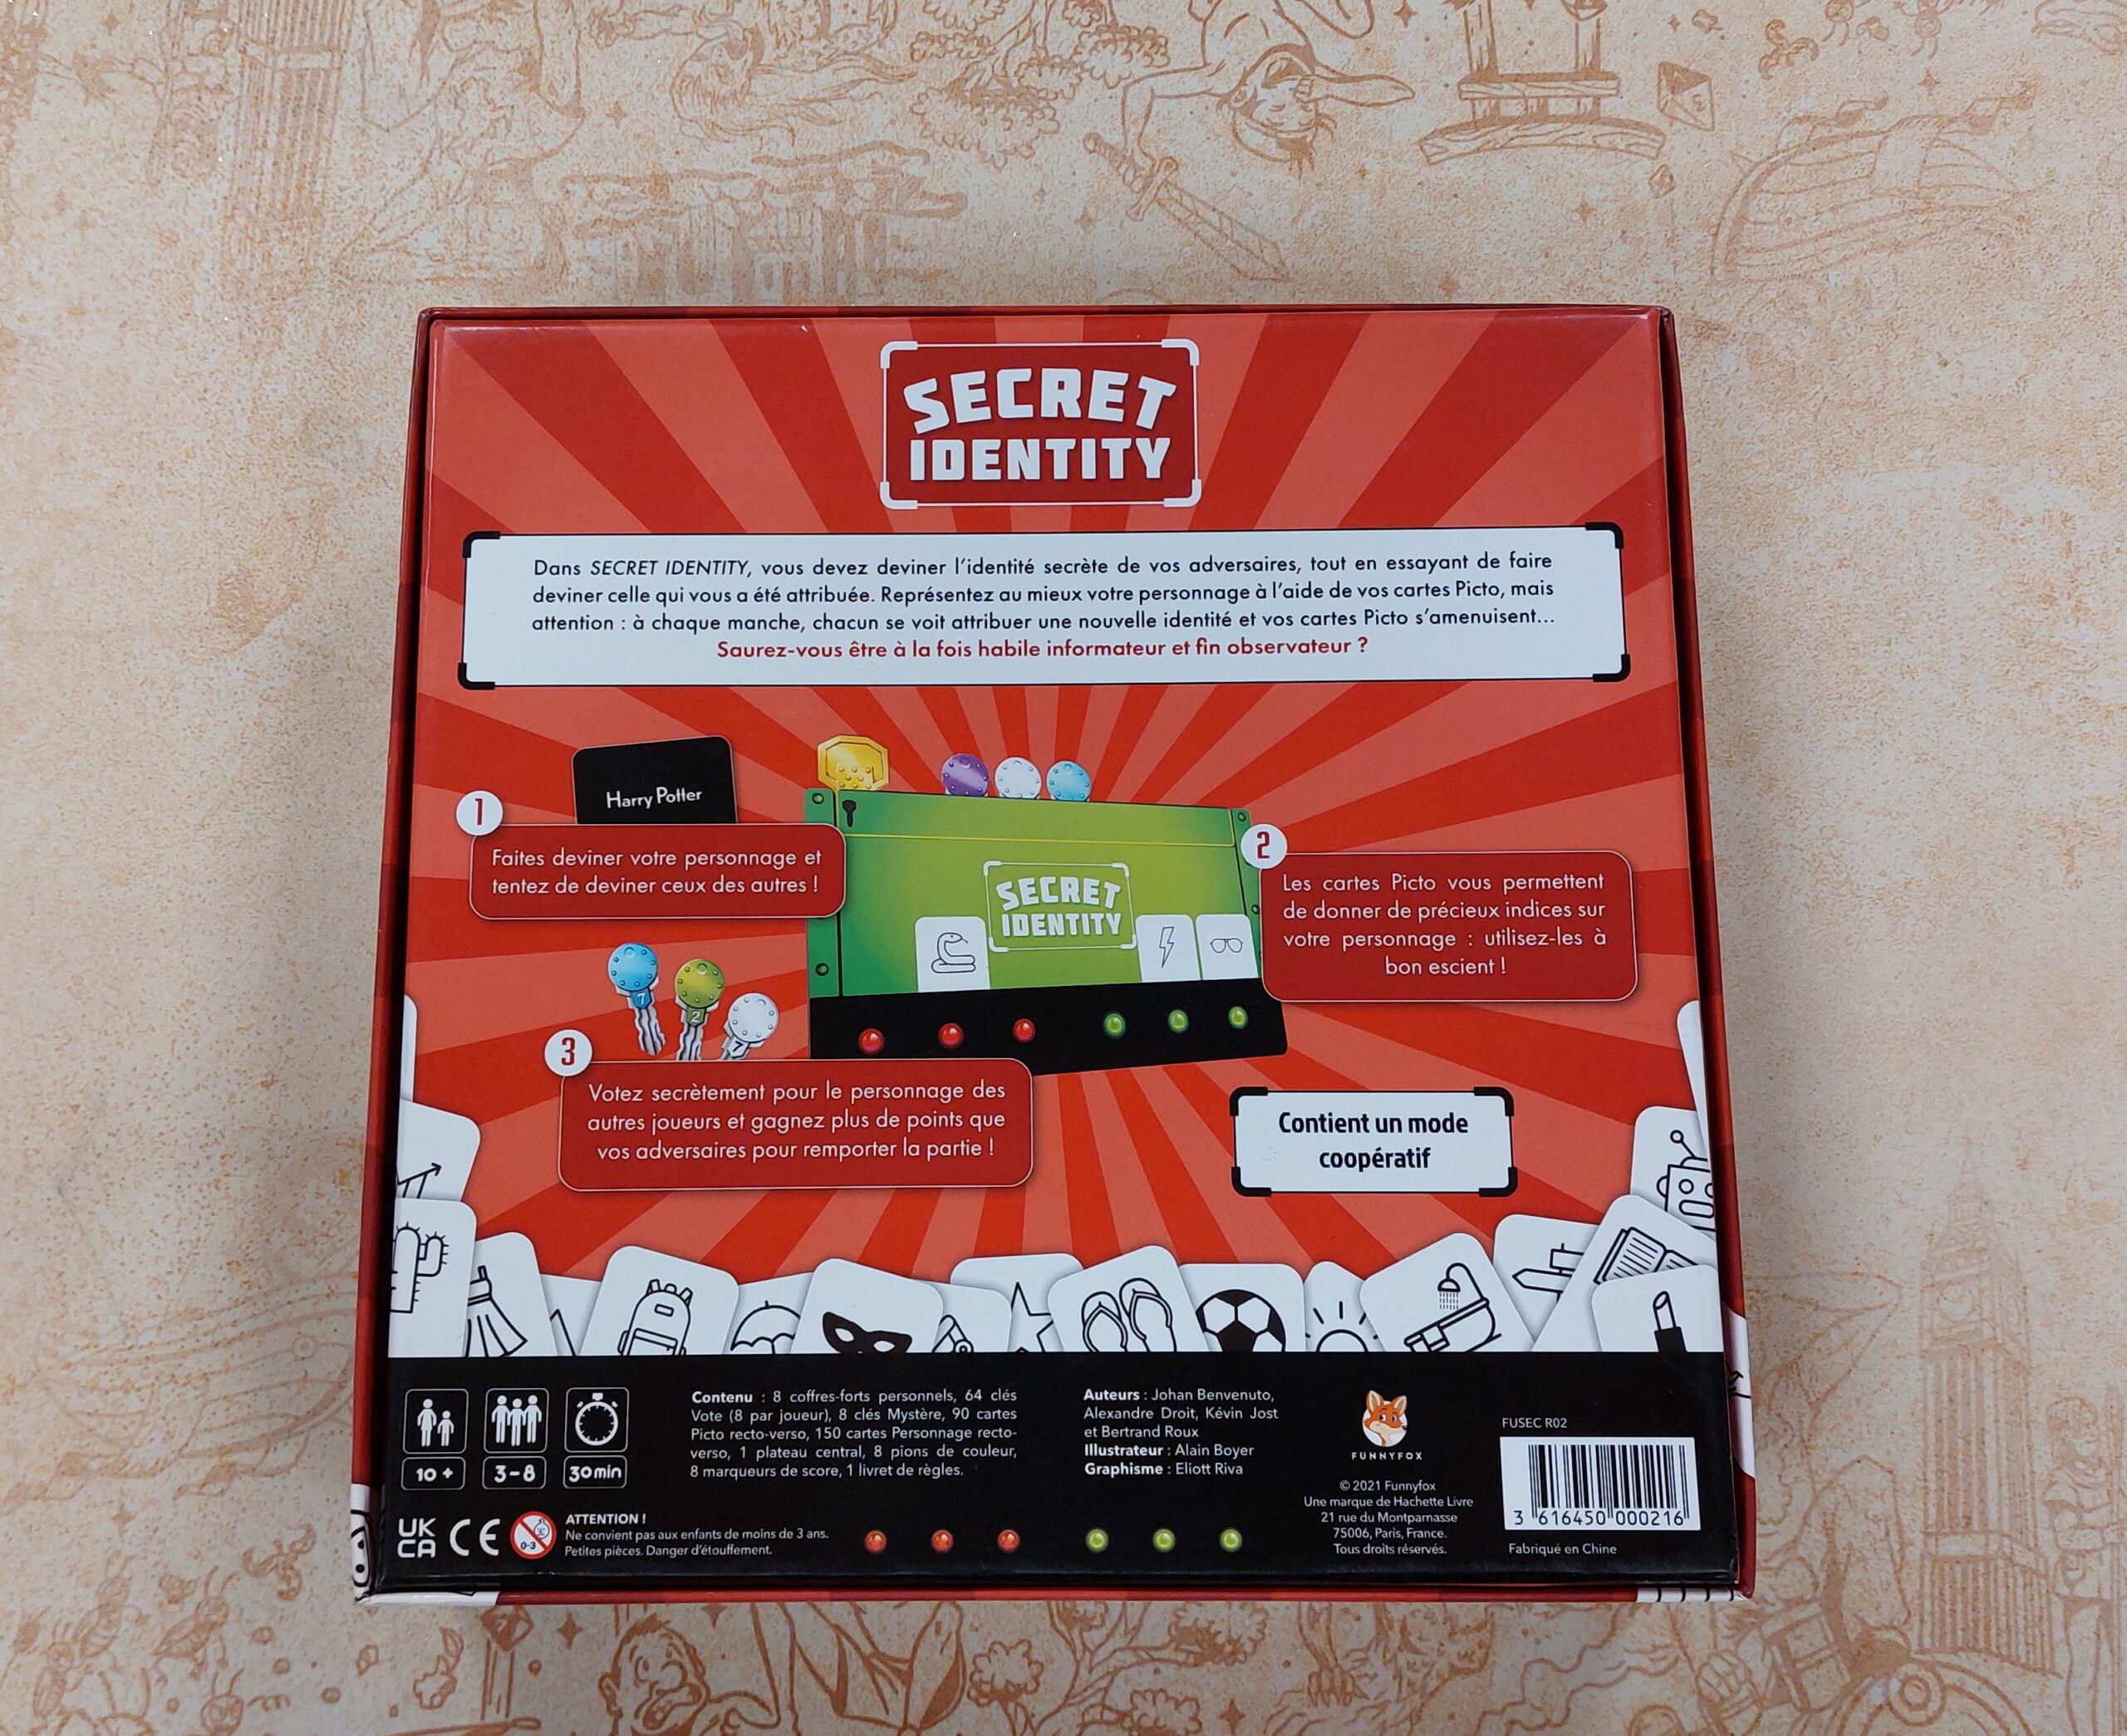 SECRET
IDENTITY
Dans SECRET IDENTITY, vous devez deviner l'identité secrète de vos adversaires, tout en essayant de faire
deviner celle qui vous a été attribuée. Représentez au mieux votre personnage à l'aide de vos cartes Picto, mais
attention : à chaque manche, chacun se voit attribuer une nouvelle identité et vos cartes Picto s'amenuisent...
Saurez-vous être à la fois habile informateur et fin observateur ?
Harry Potter
1
Faites deviner votre personnage et
tentez de deviner ceux des autres !
SECRET
IDENTITY
2
Les cartes Picto vous permettent
de donner de précieux indices sur
votre personnage : utilisez-les à
bon escient !
7
2
7
3
Votez secrètement pour le personnage des
autres joueurs et gagnez plus de points que
vos adversaires pour remporter la partie !
Contient un mode
coopératif
10 +
3-8
30 min
Contenu : 8 coffres-forts personnels, 64 clés
Vote (8 par joueur), 8 clés Mystère, 90 cartes
Picto recto-verso, 150 cartes Personnage recto-
verso, 1 plateau central, 8 pions de couleur,
8 marqueurs de score, 1 livret de règles.
Auteurs : Johan Benvenuto,
Alexandre Droit, Kévin Jost
et Bertrand Roux
Illustrateur : Alain Boyer
Graphisme : Eliott Riva
FUNNYFOX
© 2021 Funnyfox
Une marque de Hachette Livre
21 rue du Montparnasse
75006, Paris, France.
Tous droits réservés.
FUSEC R02
3 616450 000216
Fabriqué en Chine
UK
CA
CE
0-3
ATTENTION !
Ne convient pas aux enfants de moins de 3 ans.
Petites pièces. Danger d'étouffement.